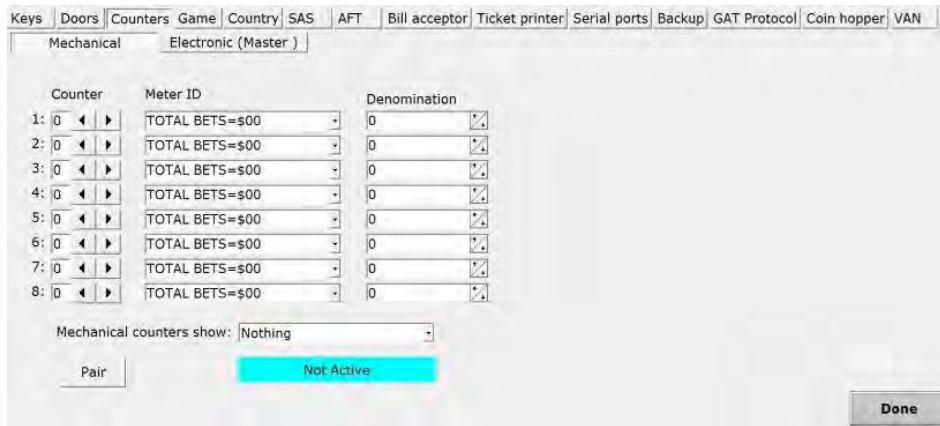 Keys Doors Counters Game Country SAS AFT Bill acceptor Ticket printer Serial ports Backup GAT Protocol Coin hopper VAN
Mechanical Electronic (Master )
Counter Meter ID Denomination
1: 0 TOTAL BETS=$00 0
2: 0 TOTAL BETS=$00 0
3: 0 TOTAL BETS=$00 0
4: 0 TOTAL BETS=$00 0
5: 0 TOTAL BETS=$00 0
6: 0 TOTAL BETS=$00 0
7: 0 TOTAL BETS=$00 0
8: 0 TOTAL BETS=$00 0
Mechanical counters show: Nothing
Pair Not Active
Done